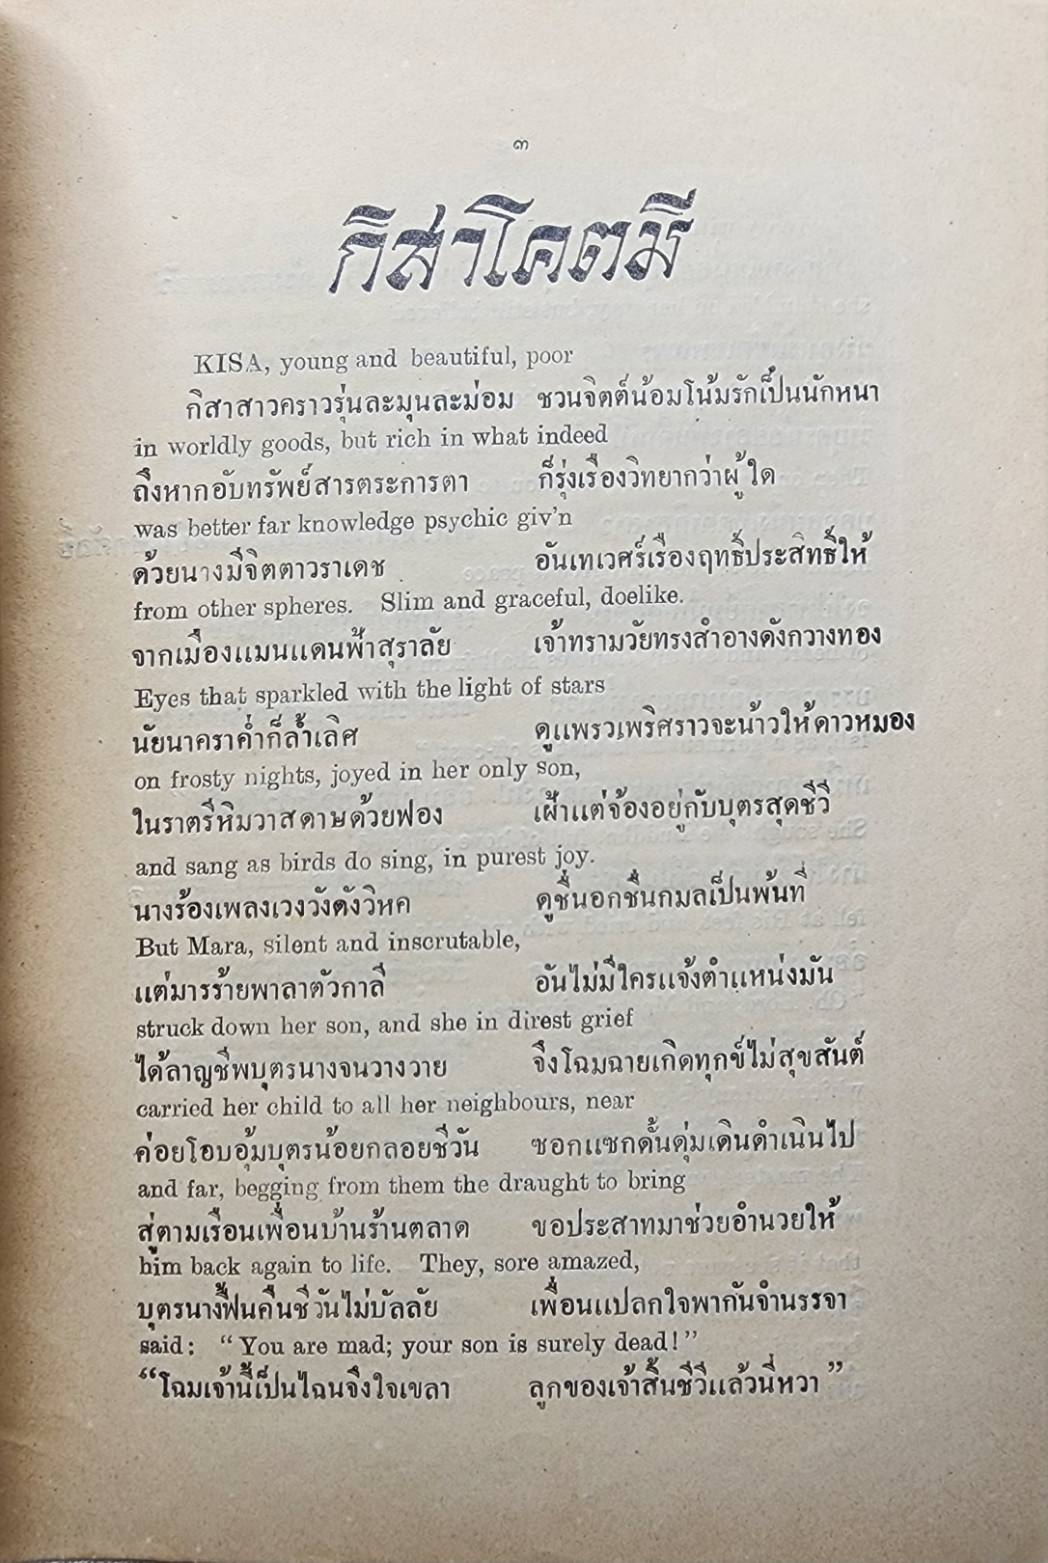 ๓
กิสาโคตมี
KISA, young and beautiful, poor
กิสาสาวคราวรุ่นละมุนละม่อม ชวนจิตต์น้อมโน้มรักเป็นนักหนา
in worldly goods, but rich in what indeed
ถึงหากอับทรัพย์สารตระการตา ก็รุ่งเรืองวิทยากว่าผู้ใด
was better far knowledge psychic giv'n
ด้วยนางมีจิตตาวราเดช อันเทเวศร์เรืองฤทธิ์ประสิทธิ์ให้
from other spheres. Slim and graceful, doelike.
จากเมืองแมนแดนฟ้าสุราลัย เจ้าทรามวัยทรงสำอางดังกวางทอง
Eyes that sparkled with the light of stars
นัยนาคราค่ำก็ล้ำเลิศ ดูแพรวเพริศราวจะน้าวให้ดาวหมอง
on frosty nights, joyed in her only son,
ในราตรีหิมวาสดาษด้วยฟอง เฝ้าแต่จ้องอยู่กับบุตรสุดชีวี
and sang as birds do sing, in purest joy.
นางร้องเพลงเวงวังดังวิหค ดูชื่นอกชื่นกมลเป็นพ้นที่
But Mara, silent and inscrutable,
แต่มารร้ายพาลาตัวกาลี อันไม่มีใครแจ้งตำแหน่งมัน
struck down her son, and she in direst grief
ได้ลาญชีพบุตรนางจนวางวาย จึงโฉมฉายเกิดทุกข์ไม่สุขสันต์
carried her child to all her neighbours, near
ค่อยโอบอุ้มบุตรน้อยกลอยชีวัน ซอกแซกดั้นดุ่มเดินดำเนินไป
and far, begging from them the draught to bring
สู่ตามเรือนเพื่อนบ้านร้านตลาด ขอประสาทมาช่วยอำนวยให้
him back again to life. They, sore amazed,
บุตรนางฟื้นคืนชีวันไม่บัลลัย เพื่อนแปลกใจพากันจำนรรจา
said: “You are mad; your son is surely dead!”
“โฉมเจ้านี้เป็นไฉนจึงใจเขลา ลูกของเจ้าสิ้นชีวีแล้วนี่หวา”